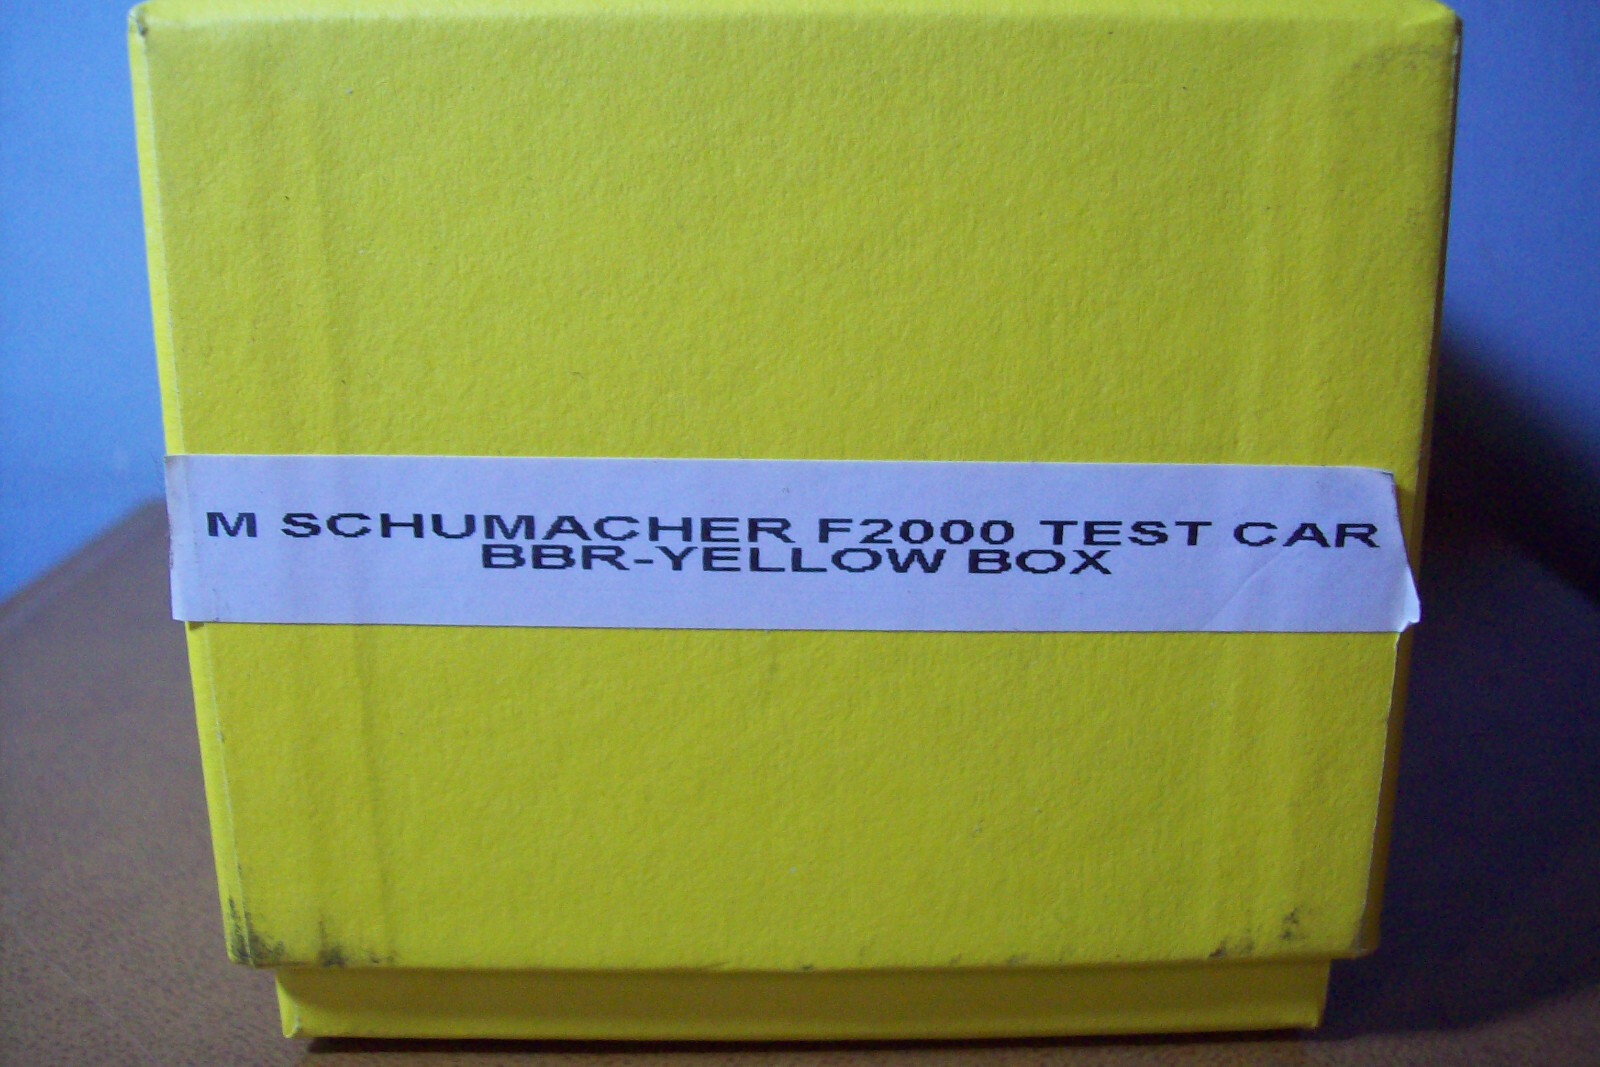 M SCHUMACHER F2000 TEST CAR
BBR-YELLOW BOX